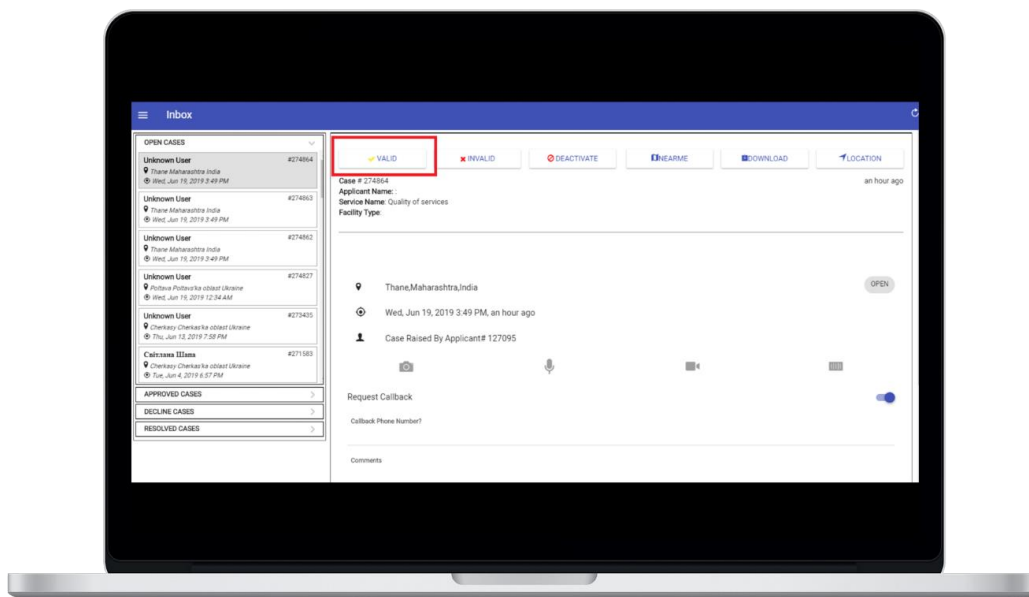 Inbox
OPEN CASES
Unknown User #274864
Thane Maharashtra India
Wed, Jun 19, 2019 3:49 PM
Unknown User #274863
Thane Maharashtra India
Wed, Jun 19, 2019 3:49 PM
Unknown User #274862
Thane Maharashtra India
Wed, Jun 19, 2019 3:49 PM
Unknown User #274827
Poltava Poltavs'ka oblast Ukraine
Wed, Jun 19, 2019 12:34 AM
Unknown User #273435
Cherkasy Cherkas'ka oblast Ukraine
Thu, Jun 13, 2019 7:58 PM
Світлана Шапа #271583
Cherkasy Cherkas'ka oblast Ukraine
Tue, Jun 4, 2019 6:57 PM
APPROVED CASES
DECLINE CASES
RESOLVED CASES
VALID INVALID DEACTIVATE NEARME DOWNLOAD LOCATION
Case # 274864 an hour ago
Applicant Name: :
Service Name: Quality of services
Facility Type:
Thane,Maharashtra,India OPEN
Wed, Jun 19, 2019 3:49 PM, an hour ago
Case Raised By Applicant# 127095
Request Callback
Callback Phone Number?
Comments